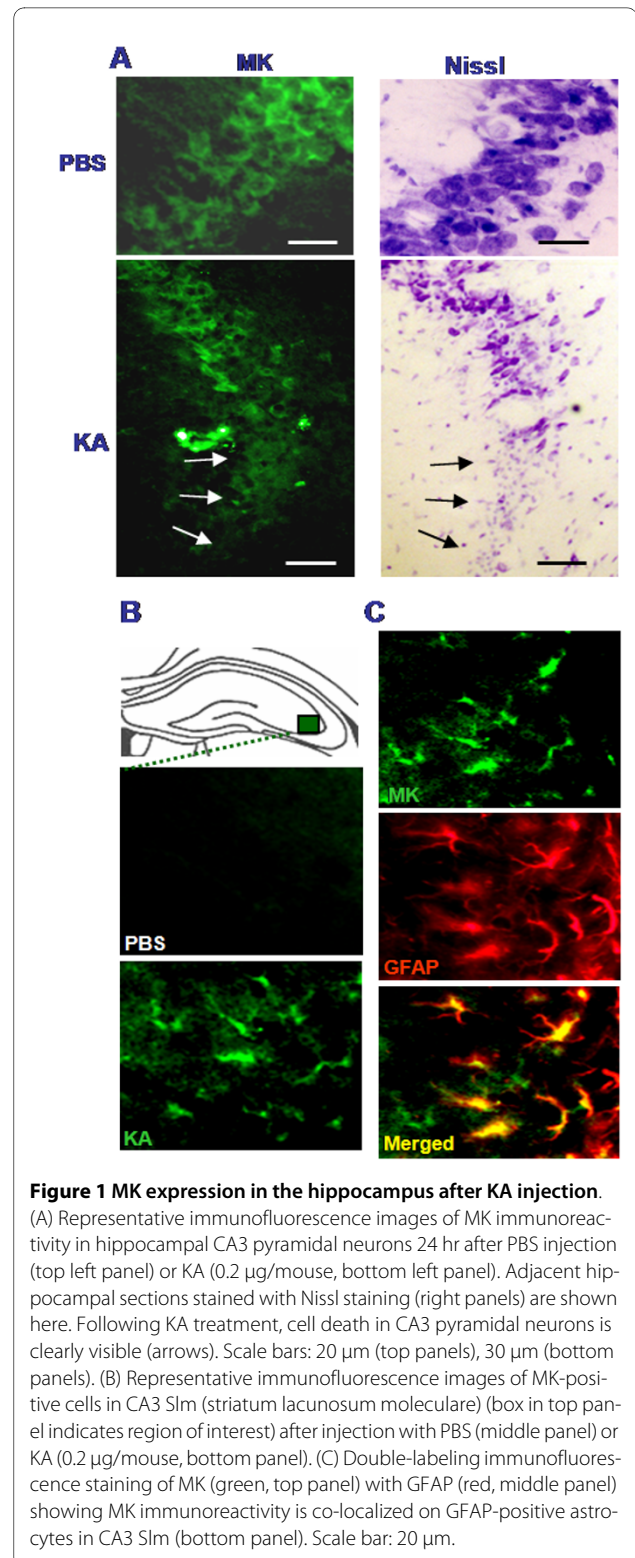 A
MK
Nissl
PBS
KA
B
C
PBS
KA
MK
GFAP
Merged
Figure 1 MK expression in the hippocampus after KA injection.
(A) Representative immunofluorescence images of MK immunoreac-
tivity in hippocampal CA3 pyramidal neurons 24 hr after PBS injection
(top left panel) or KA (0.2 μg/mouse, bottom left panel). Adjacent hip-
pocampal sections stained with Nissl staining (right panels) are shown
here. Following KA treatment, cell death in CA3 pyramidal neurons is
clearly visible (arrows). Scale bars: 20 μm (top panels), 30 μm (bottom
panels). (B) Representative immunofluorescence images of MK-posi-
tive cells in CA3 Slm (striatum lacunosum moleculare) (box in top pan-
el indicates region of interest) after injection with PBS (middle panel) or
KA (0.2 μg/mouse, bottom panel). (C) Double-labeling immunofluores-
cence staining of MK (green, top panel) with GFAP (red, middle panel)
showing MK immunoreactivity is co-localized on GFAP-positive astro-
cytes in CA3 Slm (bottom panel). Scale bar: 20 μm.